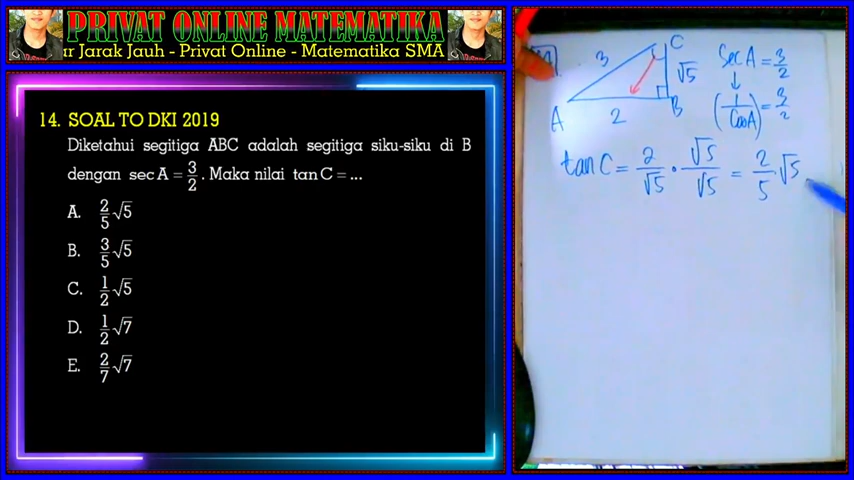 PRIVAT ONLINE MATEMATIKA
ur Jarak Jauh - Privat Online - Matematika SMA
14. SOAL TO DKI 2019
Diketahui segitiga ABC adalah segitiga siku-siku di B
dengan sec A = 3/2. Maka nilai tan C = ...
A. 2/5 √5
B. 3/5 √5
C. 1/2 √5
D. 1/2 √7
E. 2/7 √7
3
C
√5
A
2
B
Sec A = 3/2
↓
(1/Cos A) = 3/2
tan C = 2/√5 · √5/√5 = 2/5 · √5